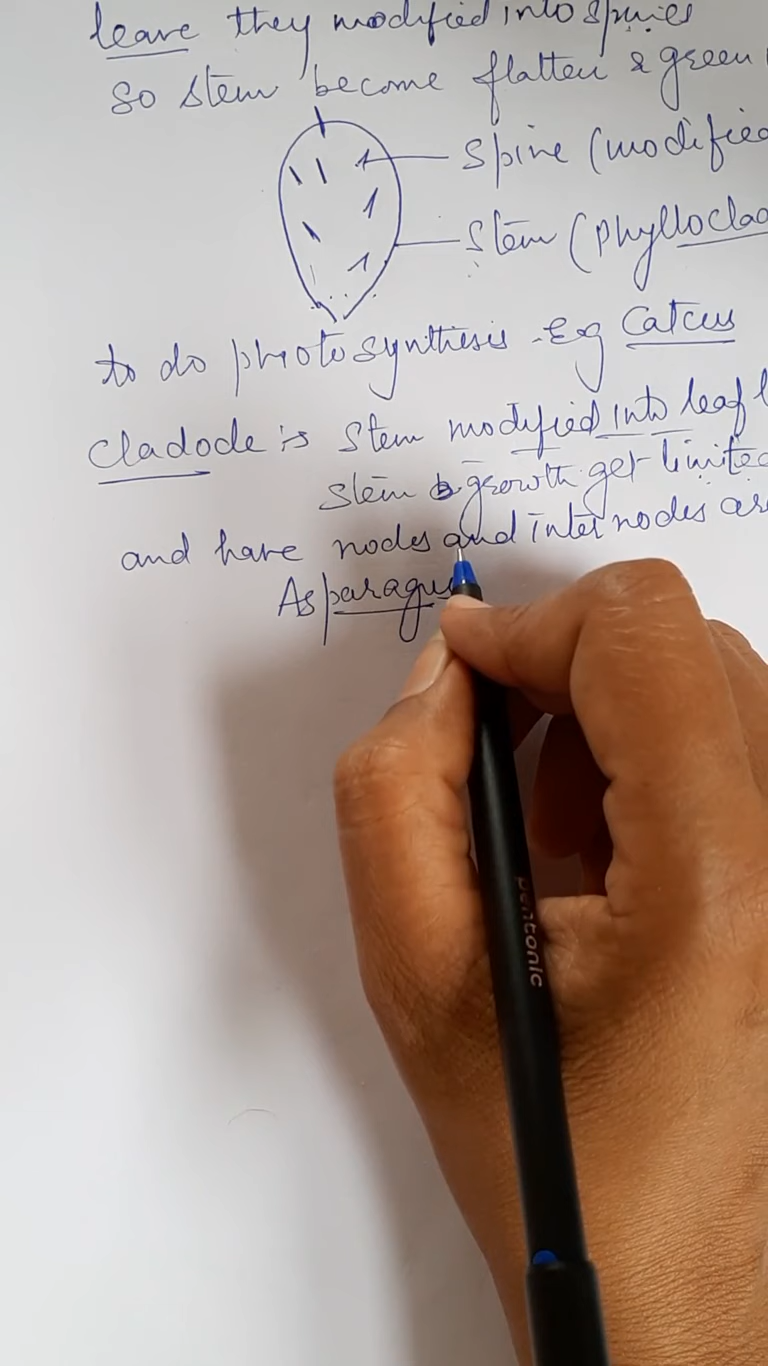 leave they modified into spines
so stem become flatten & green
Spine (modified
Stem (phylloclad
to do photosynthesis. Eg Catcus
Cladode is stem modified into leaf l
stem growth get limited
and have nodes and internodes are
Asparagus
pentonic